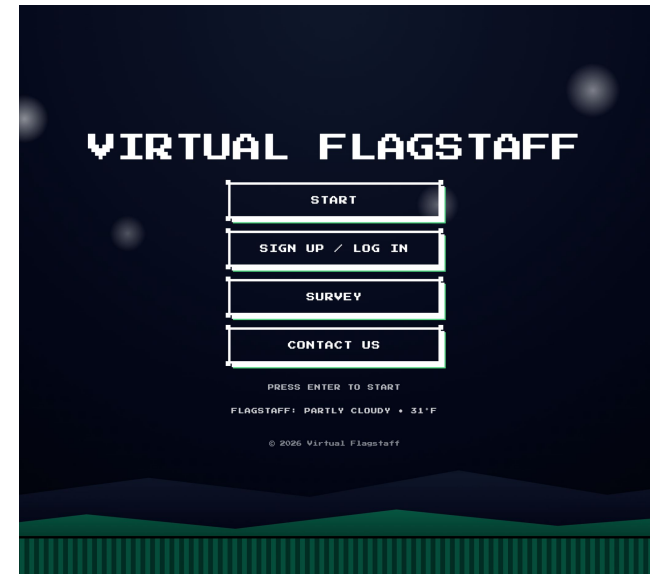 VIRTUAL FLAGSTAFF
START
SIGN UP / LOG IN
SURVEY
CONTACT US
PRESS ENTER TO START
FLAGSTAFF: PARTLY CLOUDY • 31°F
© 2026 Virtual Flagstaff